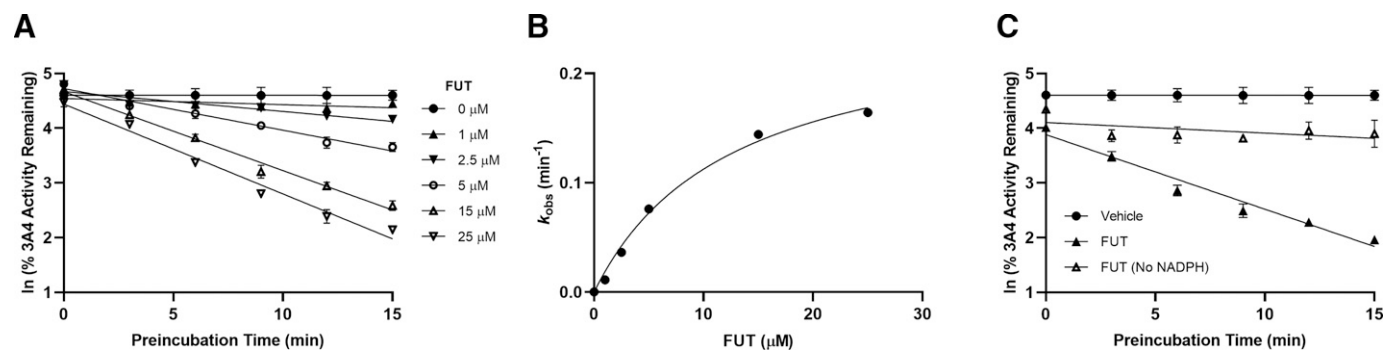 A
ln (% 3A4 Activity Remaining)
5
4
3
2
1
0
5
10
15
Preincubation Time (min)
FUT
0 μM
1 μM
2.5 μM
5 μM
15 μM
25 μM
B
kobs (min-1)
0.2
0.1
0.0
0
10
20
30
FUT (μM)
C
ln (% 3A4 Activity Remaining)
5
4
3
2
1
Vehicle
FUT
FUT (No NADPH)
0
5
10
15
Preincubation Time (min)